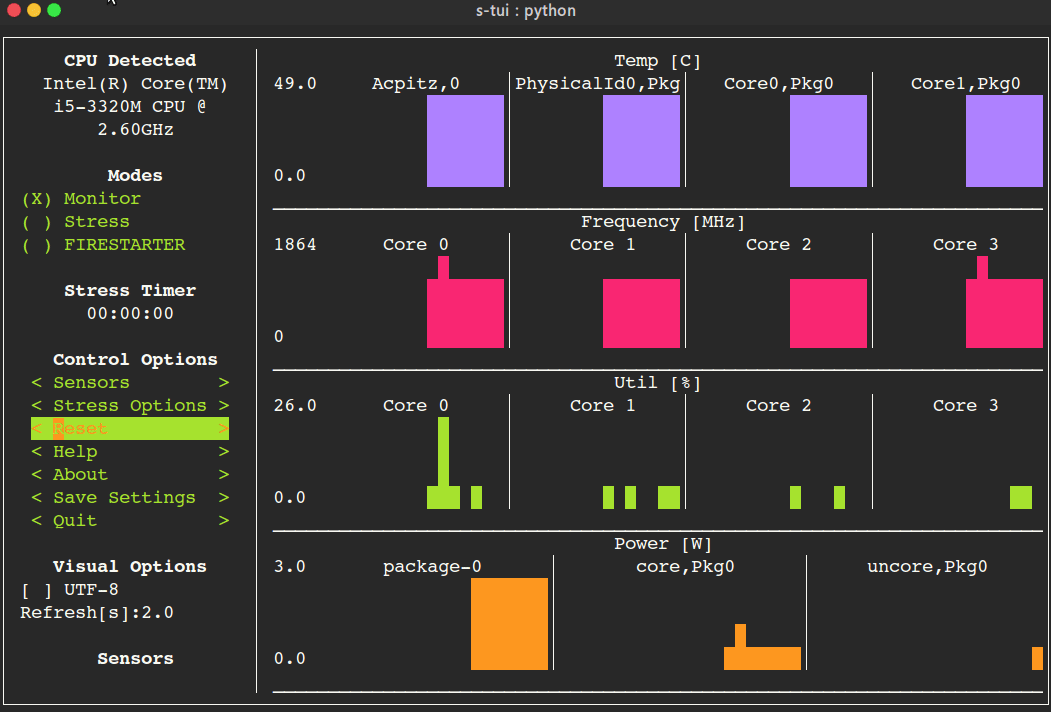 s-tui : python
CPU Detected
Intel(R) Core(TM)
i5-3320M CPU @
2.60GHz
Modes
(X) Monitor
( ) Stress
( ) FIRESTARTER
Stress Timer
00:00:00
Control Options
< Sensors >
< Stress Options >
< Reset >
< Help >
< About >
< Save Settings >
< Quit >
Visual Options
[ ] UTF-8
Refresh[s]:2.0
Sensors
Temp [C]
49.0 Acpitz,0 PhysicalId0,Pkg Core0,Pkg0 Core1,Pkg0
0.0
Frequency [MHz]
1864 Core 0 Core 1 Core 2 Core 3
0
Util [%]
26.0 Core 0 Core 1 Core 2 Core 3
0.0
Power [W]
3.0 package-0 core,Pkg0 uncore,Pkg0
0.0